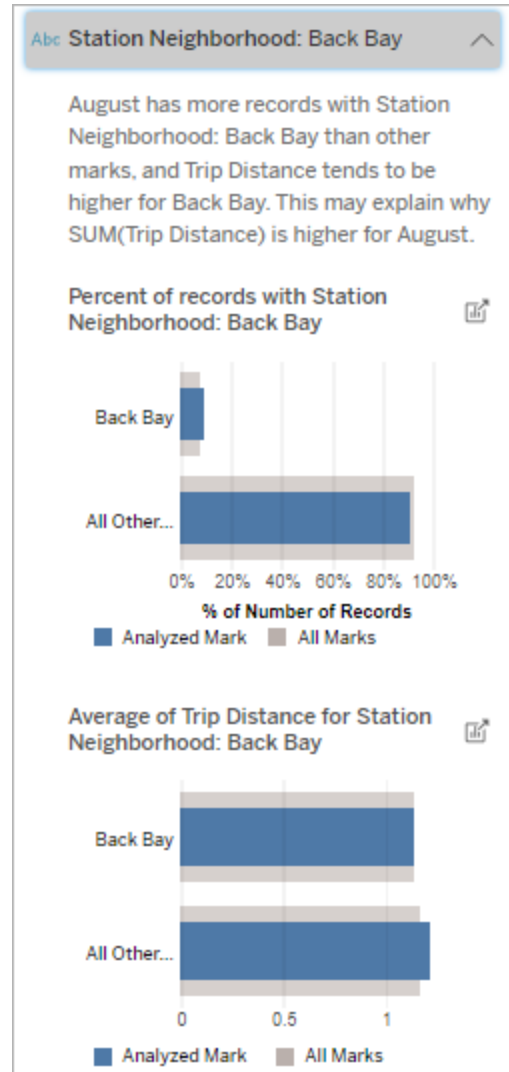 Abc Station Neighborhood: Back Bay
August has more records with Station
Neighborhood: Back Bay than other
marks, and Trip Distance tends to be
higher for Back Bay. This may explain why
SUM(Trip Distance) is higher for August.
Percent of records with Station
Neighborhood: Back Bay
Back Bay
All Other...
0% 20% 40% 60% 80% 100%
% of Number of Records
Analyzed Mark All Marks
Average of Trip Distance for Station
Neighborhood: Back Bay
Back Bay
All Other...
0 0.5 1
Analyzed Mark All Marks